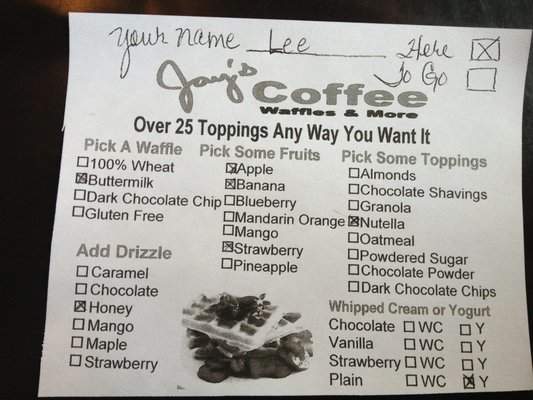 Your Name Lee Here ☒
To Go ☐
Jay's Coffee
Waffles & More
Over 25 Toppings Any Way You Want It
Pick A Waffle
☐ 100% Wheat
☒ Buttermilk
☐ Dark Chocolate Chip
☐ Gluten Free
Pick Some Fruits
☒ Apple
☒ Banana
☐ Blueberry
☐ Mandarin Orange
☐ Mango
☒ Strawberry
☐ Pineapple
Pick Some Toppings
☐ Almonds
☐ Chocolate Shavings
☐ Granola
☒ Nutella
☐ Oatmeal
☐ Powdered Sugar
☐ Chocolate Powder
☐ Dark Chocolate Chips
Add Drizzle
☐ Caramel
☐ Chocolate
☒ Honey
☐ Mango
☐ Maple
☐ Strawberry
Whipped Cream or Yogurt
Chocolate ☐ WC ☐ Y
Vanilla ☐ WC ☐ Y
Strawberry ☐ WC ☐ Y
Plain ☐ WC ☒ Y